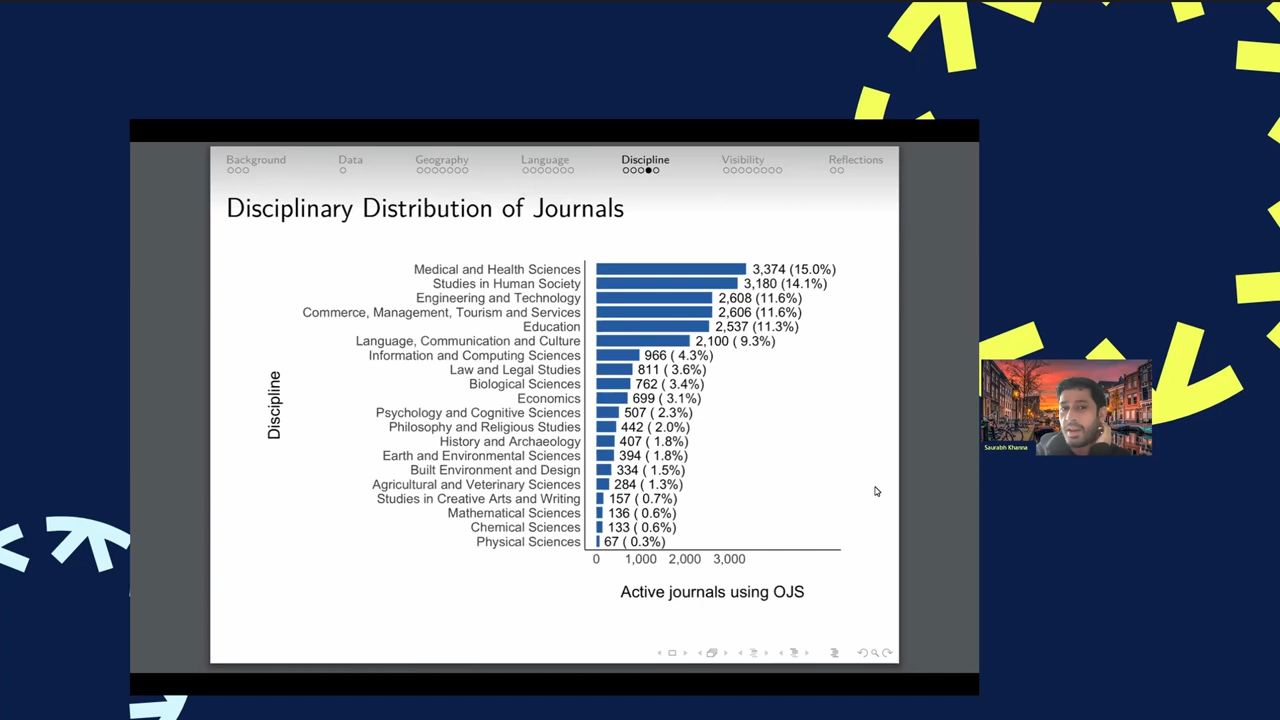 Background Data Geography Language Discipline Visibility Reflections
Disciplinary Distribution of Journals
Discipline
Medical and Health Sciences 3,374 (15.0%)
Studies in Human Society 3,180 (14.1%)
Engineering and Technology 2,608 (11.6%)
Commerce, Management, Tourism and Services 2,606 (11.6%)
Education 2,537 (11.3%)
Language, Communication and Culture 2,100 ( 9.3%)
Information and Computing Sciences 966 ( 4.3%)
Law and Legal Studies 811 ( 3.6%)
Biological Sciences 762 ( 3.4%)
Economics 699 ( 3.1%)
Psychology and Cognitive Sciences 507 ( 2.3%)
Philosophy and Religious Studies 442 ( 2.0%)
History and Archaeology 407 ( 1.8%)
Earth and Environmental Sciences 394 ( 1.8%)
Built Environment and Design 334 ( 1.5%)
Agricultural and Veterinary Sciences 284 ( 1.3%)
Studies in Creative Arts and Writing 157 ( 0.7%)
Mathematical Sciences 136 ( 0.6%)
Chemical Sciences 133 ( 0.6%)
Physical Sciences 67 ( 0.3%)
0 1,000 2,000 3,000
Active journals using OJS
Saurabh Khanna